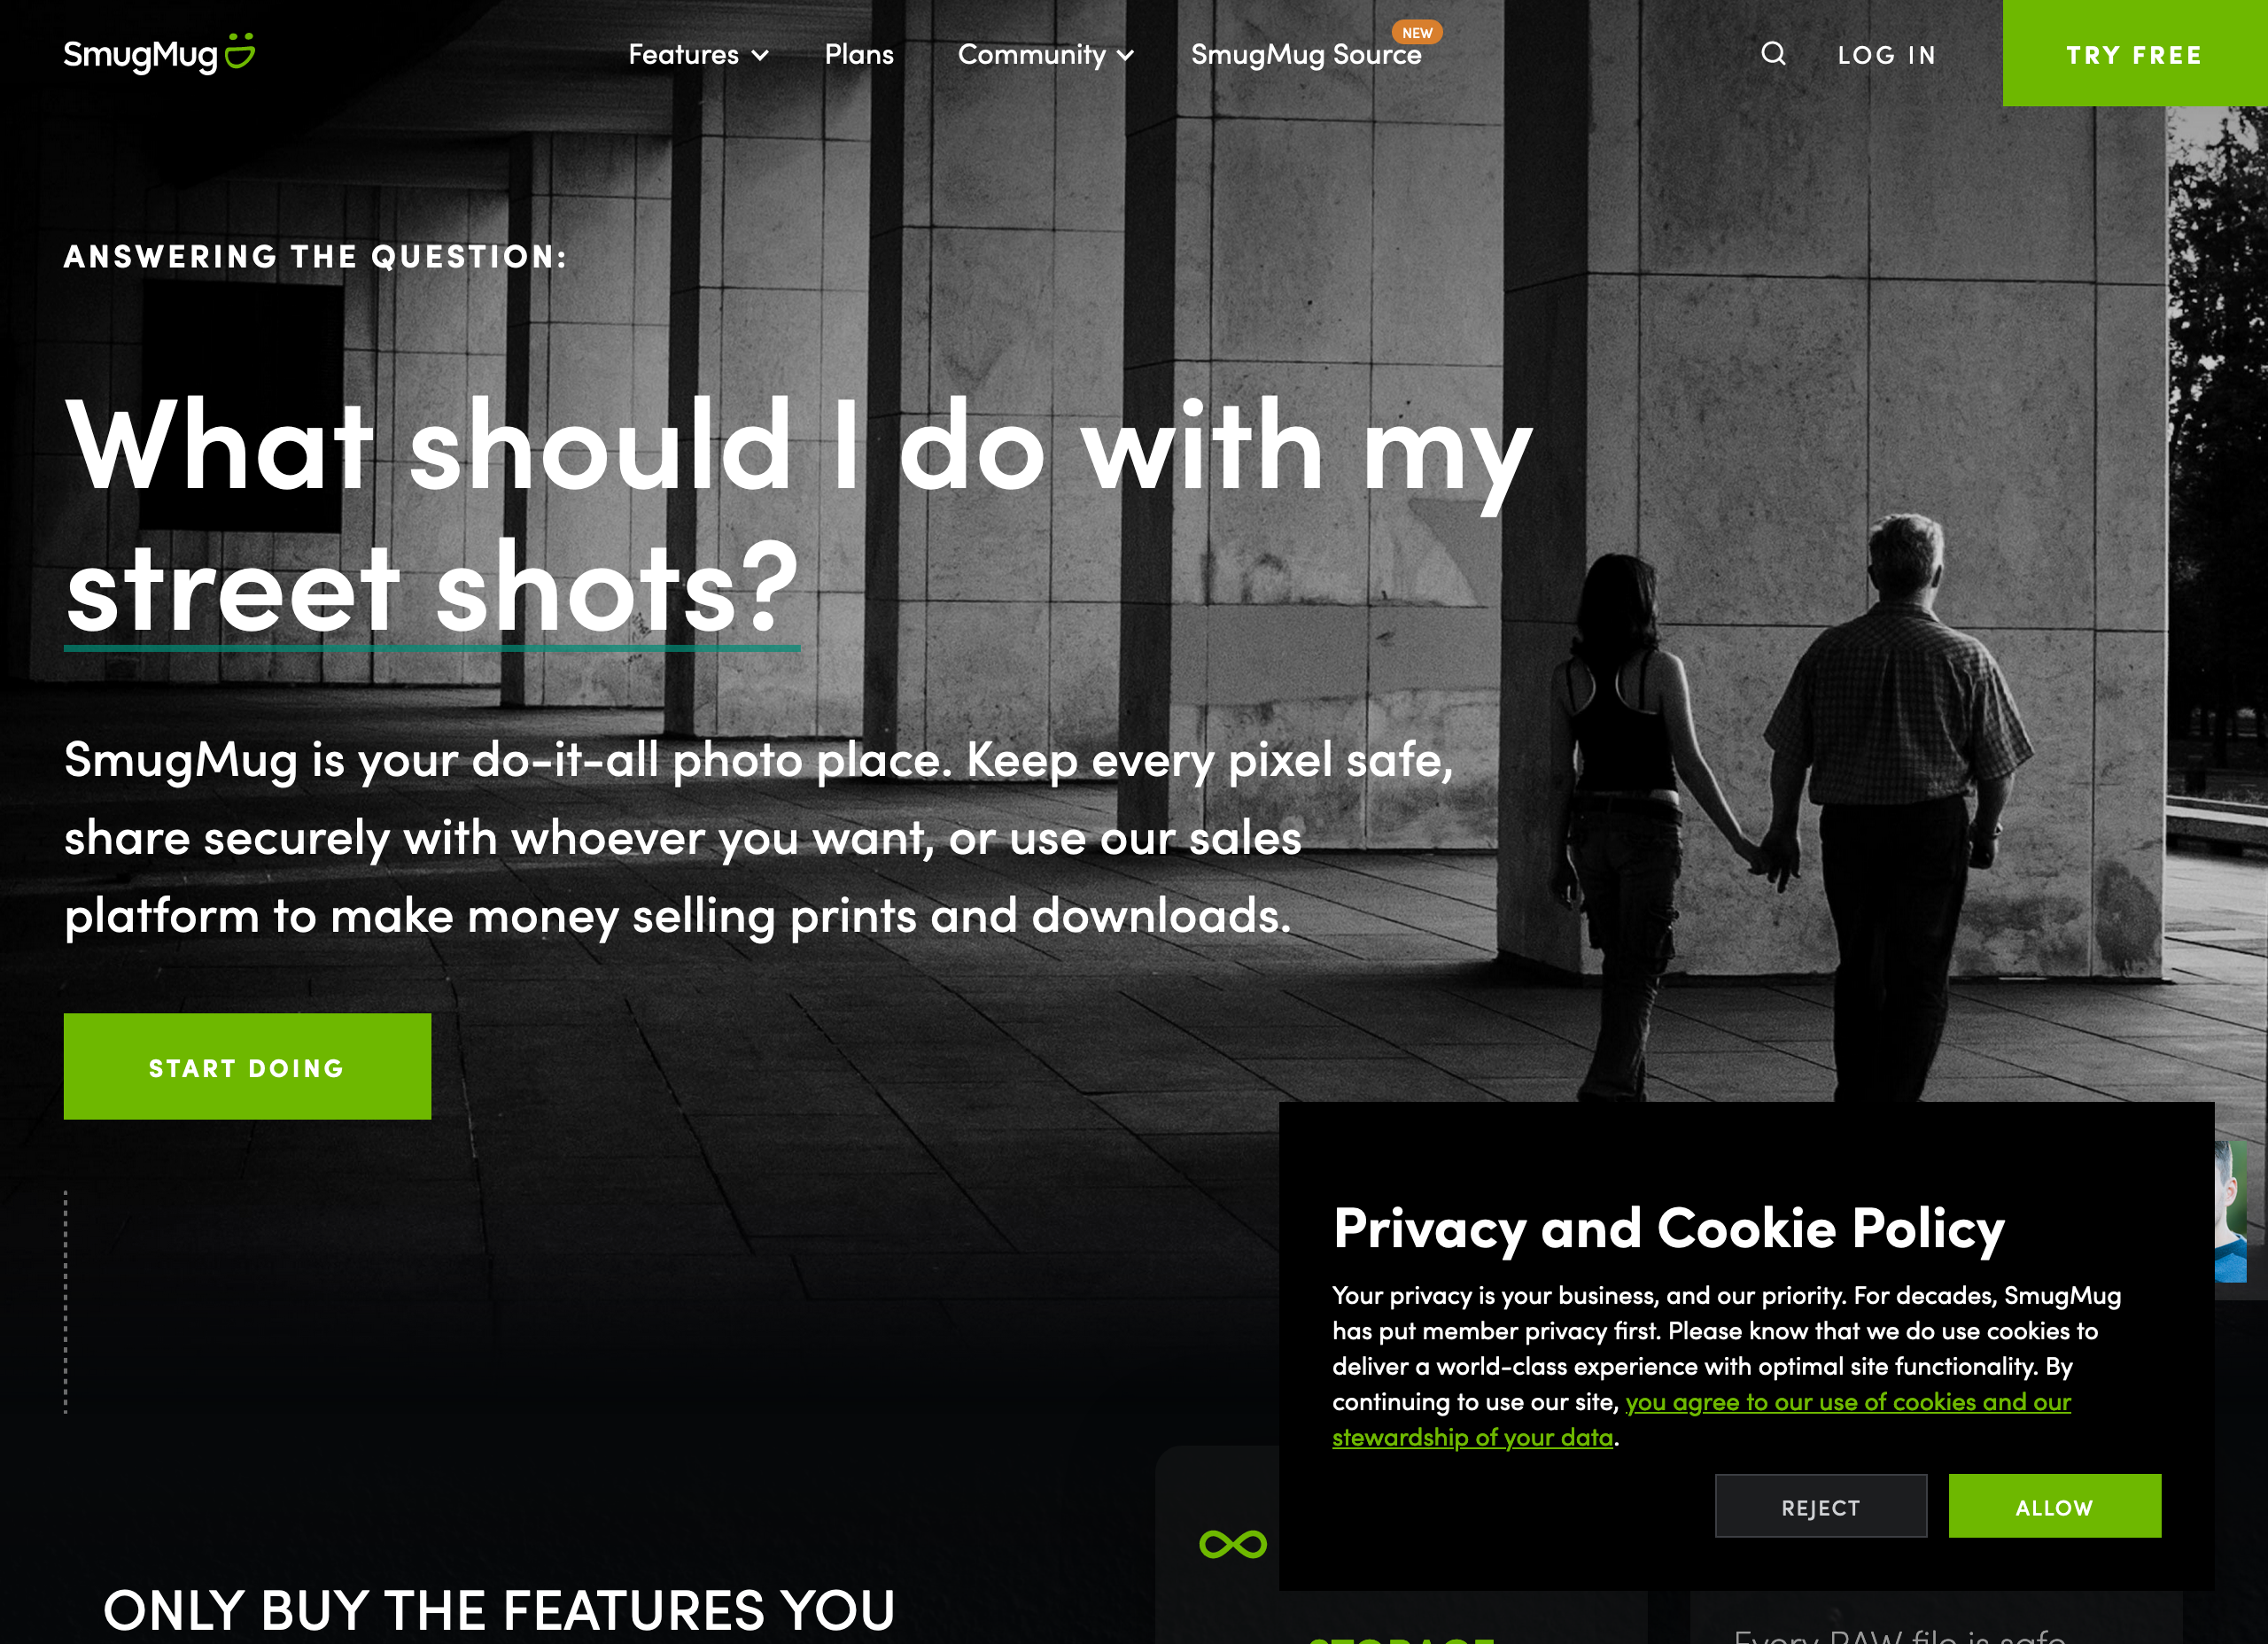 SmugMug
Features
Plans
Community
SmugMug Source
NEW
LOG IN
TRY FREE
ANSWERING THE QUESTION:
What should I do with my
street shots?
SmugMug is your do-it-all photo place. Keep every pixel safe,
share securely with whoever you want, or use our sales
platform to make money selling prints and downloads.
START DOING
Privacy and Cookie Policy
Your privacy is your business, and our priority. For decades, SmugMug
has put member privacy first. Please know that we do use cookies to
deliver a world-class experience with optimal site functionality. By
continuing to use our site, you agree to our use of cookies and our
stewardship of your data.
REJECT
ALLOW
ONLY BUY THE FEATURES YOU
STORAGE
Every RAW file is safe